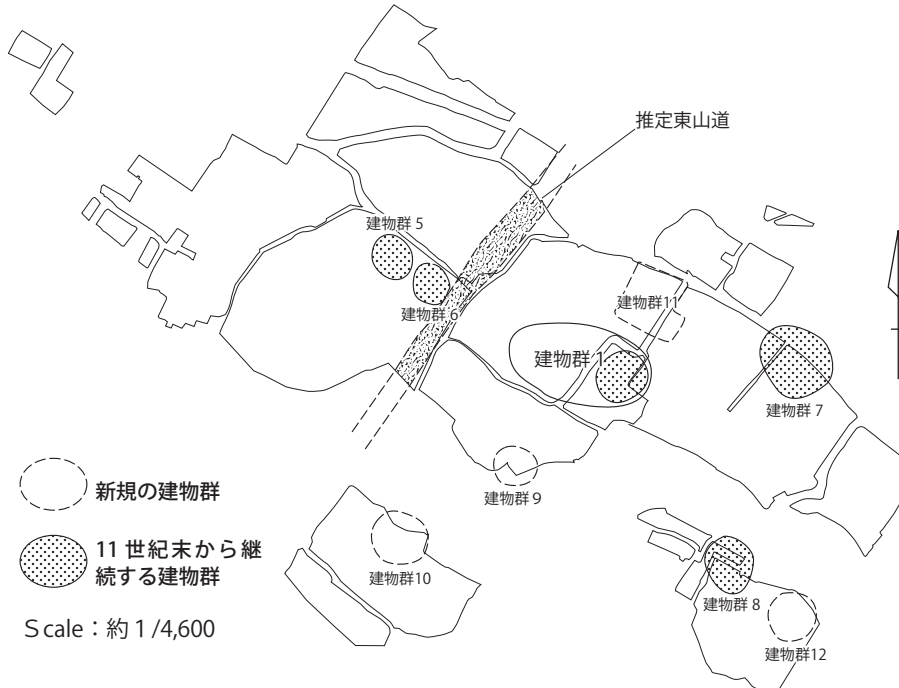 推定東山道
建物群 5
建物群 6
建物群11
建物群 1
建物群 7
建物群 9
建物群10
建物群 8
建物群12
新規の建物群
11 世紀末から継
続する建物群
Scale：約 1 /4,600